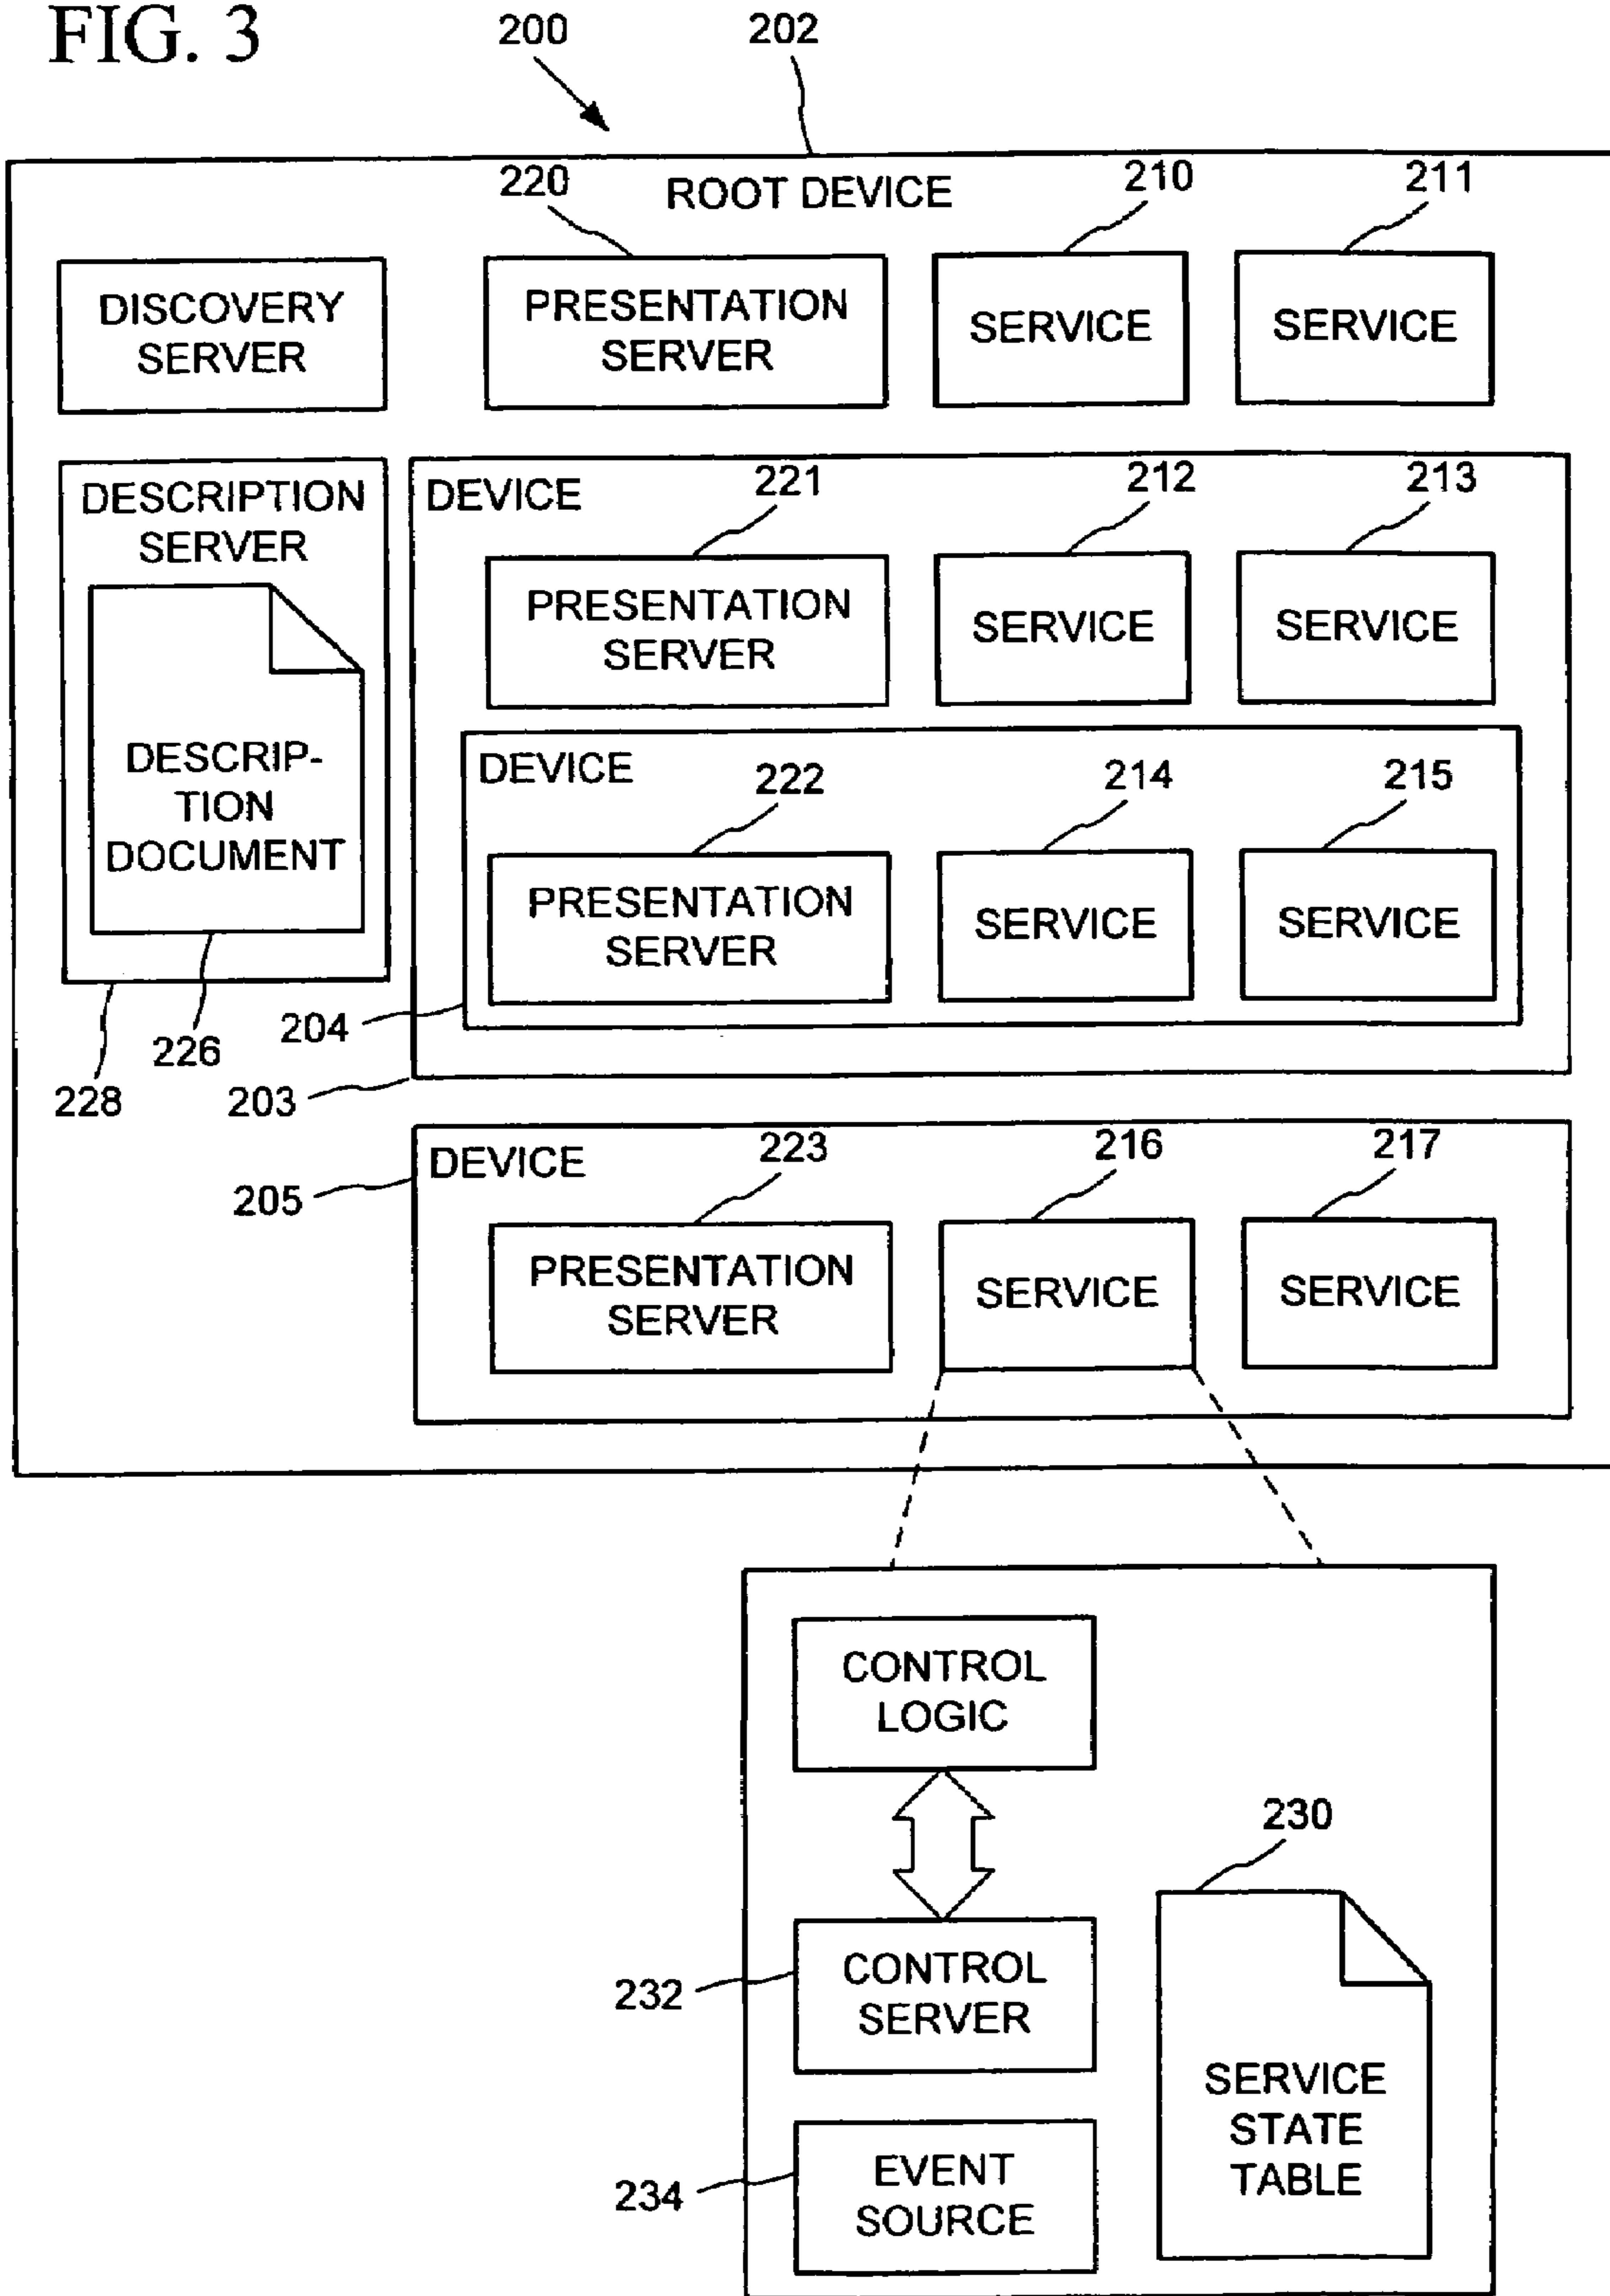 FIG. 3
200
202
ROOT DEVICE
220
210
211
DISCOVERY
SERVER
PRESENTATION
SERVER
SERVICE
SERVICE
DESCRIPTION
SERVER
DESCRIP-
TION
DOCUMENT
226
228
DEVICE
221
212
213
PRESENTATION
SERVER
SERVICE
SERVICE
DEVICE
222
214
215
PRESENTATION
SERVER
SERVICE
SERVICE
204
203
DEVICE
223
216
217
205
PRESENTATION
SERVER
SERVICE
SERVICE
CONTROL
LOGIC
230
232
CONTROL
SERVER
SERVICE
STATE
TABLE
234
EVENT
SOURCE